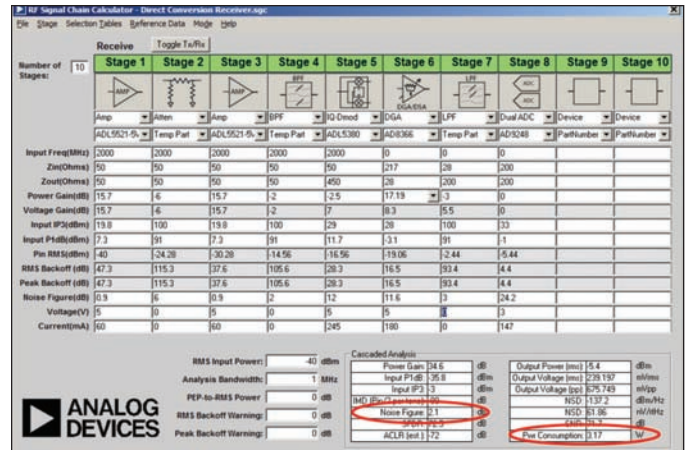 RF Signal Chain Calculator - Direct Conversion Receiver.sgc
File Stage Selection Tables Reference Data Mode Help
Receive Toggle Tx/Rx
Number of Stages: 10 Stage 1 Stage 2 Stage 3 Stage 4 Stage 5 Stage 6 Stage 7 Stage 8 Stage 9 Stage 10
AMP AMP BPF DGA/DSA LPF ADC ADC
Amp Atten Amp BPF IQ Dmod DGA LPF Dual ADC Device Device
ADL5521-5\ Temp Part ADL5521-5\ Temp Part ADL5380 AD8366 Temp Part AD9248 PartNumber PartNumber
Input Freq(MHz) 2000 2000 2000 2000 2000 0 0 0
Zin(Ohms) 50 50 50 50 50 217 28 200
Zout(Ohms) 50 50 50 50 450 28 200 200
Power Gain(dB) 15.7 -6 15.7 -2 -2.5 17.19 -3 0
Voltage Gain(dB) 15.7 -6 15.7 -2 7 8.3 5.5 0
Input IP3(dBm) 19.8 100 19.8 100 29 28 100 33
Input P1dB(dBm) 7.3 91 7.3 91 11.7 -3.1 91 -1
Pin RMS(dBm) -40 -24.28 -30.28 -14.56 -16.56 -19.06 -2.44 -5.44
RMS Backoff (dB) 47.3 115.3 37.6 105.6 28.3 16.5 93.4 4.4
Peak Backoff (dB) 47.3 115.3 37.6 105.6 28.3 16.5 93.4 4.4
Noise Figure(dB) 0.9 6 0.9 2 12 11.6 3 24.2
Voltage(V) 5 0 5 0 5 5 0 3
Current(mA) 60 0 60 0 245 180 0 147
RMS Input Power: -40 dBm
Analysis Bandwidth: 1 MHz
PEP-to-RMS Power 0 dB
RMS Backoff Warning: 0 dB
Peak Backoff Warning: 0 dB
ANALOG
DEVICES
Cascaded Analysis
Power Gain: 34.6 dB
Input P1dB: -35.8 dBm
Input IP3: -3 dBm
Noise Figure: 2.1 dB
ACLR (est.) -72 dB
Output Power (rms) -5.4 dBm
Output Voltage (rms) 239.197 mVrms
Output Voltage (pp) 675.749 mVpp
NSD: -137.2 dBm/Hz
NSD: 61.86 nV/rtHz
Pwr Consumption: 3.17 W